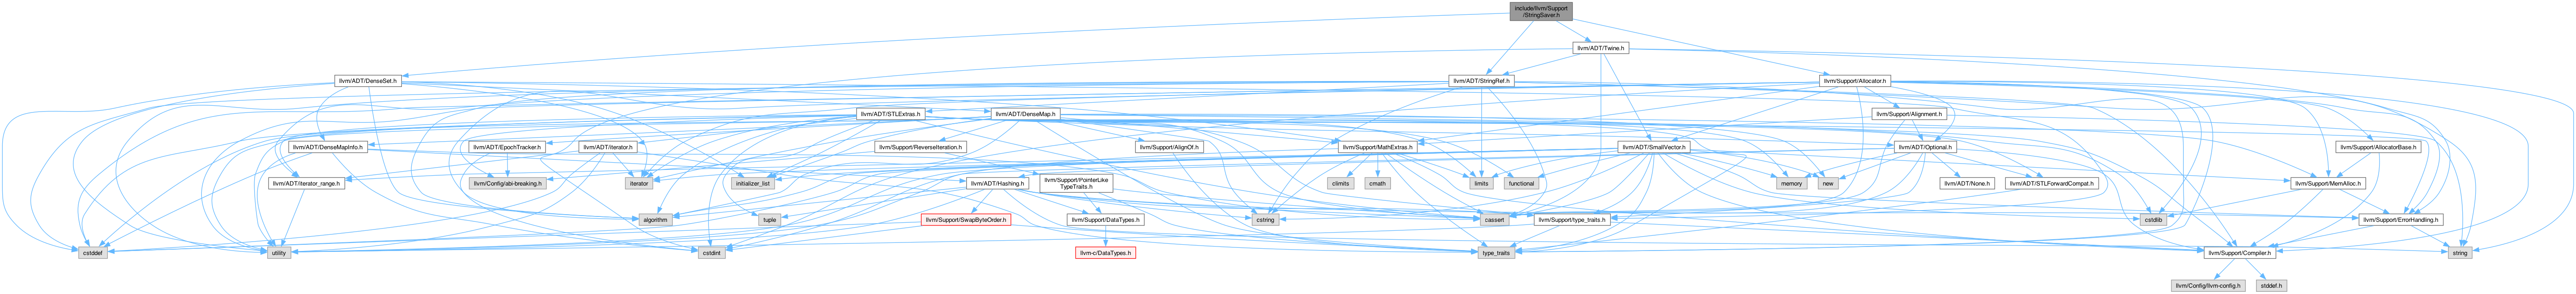 include/llvm/Support
/StringSaver.h
llvm/ADT/Twine.h
llvm/ADT/DenseSet.h
llvm/ADT/StringRef.h
llvm/Support/Allocator.h
llvm/ADT/STLExtras.h
llvm/ADT/DenseMap.h
llvm/Support/Alignment.h
llvm/ADT/DenseMapInfo.h
llvm/ADT/EpochTracker.h
llvm/ADT/iterator.h
llvm/Support/ReverseIteration.h
llvm/Support/AlignOf.h
llvm/Support/MathExtras.h
llvm/ADT/SmallVector.h
llvm/ADT/Optional.h
llvm/Support/AllocatorBase.h
llvm/ADT/iterator_range.h
llvm/Config/abi-breaking.h
iterator
initializer_list
llvm/ADT/Hashing.h
llvm/Support/PointerLike
TypeTraits.h
climits
cmath
limits
functional
memory
new
llvm/ADT/None.h
llvm/ADT/STLForwardCompat.h
llvm/Support/MemAlloc.h
algorithm
tuple
llvm/Support/SwapByteOrder.h
llvm/Support/DataTypes.h
cstring
cassert
llvm/Support/type_traits.h
cstdlib
llvm/Support/ErrorHandling.h
cstddef
utility
cstdint
llvm-c/DataTypes.h
type_traits
llvm/Support/Compiler.h
string
llvm/Config/llvm-config.h
stddef.h